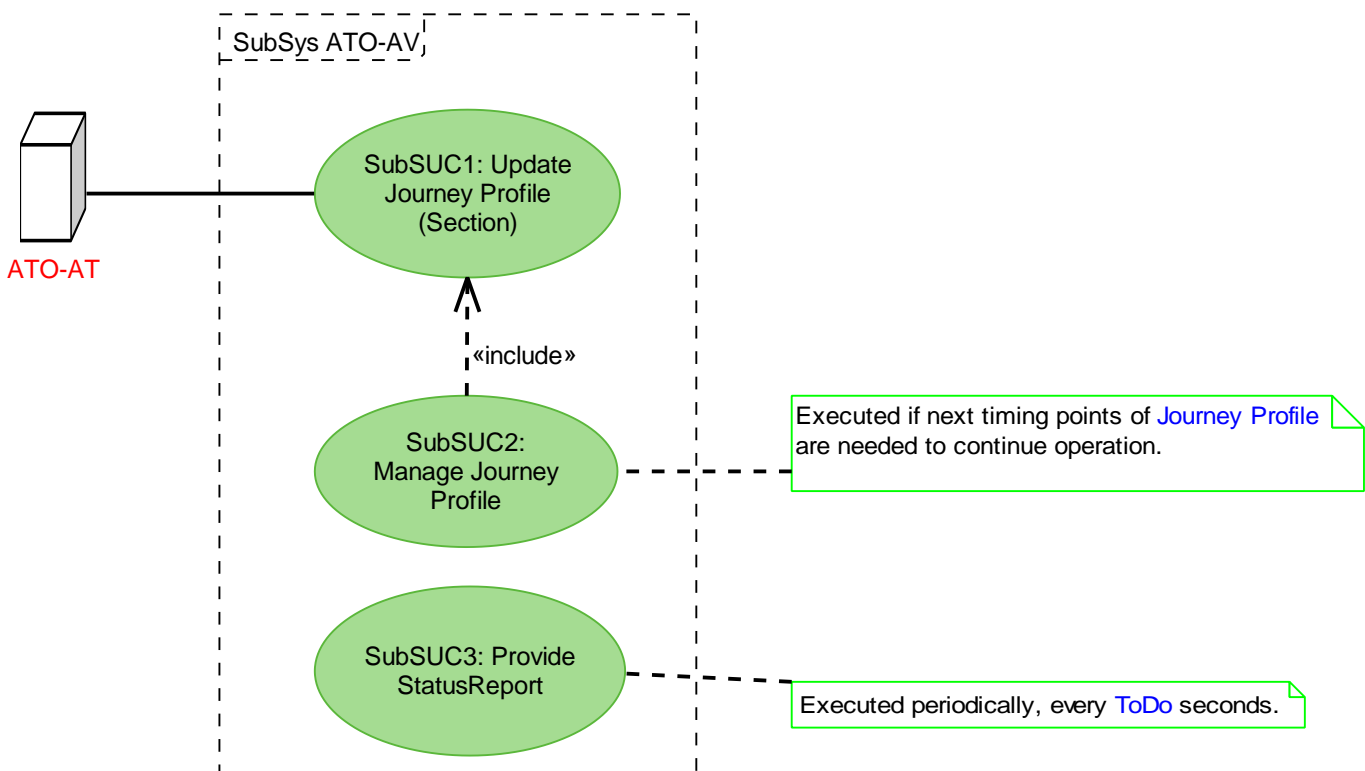 SubSys ATO-AV
SubSUC1: Update
Journey Profile
(Section)
ATO-AT
«include»
SubSUC2:
Manage Journey
Profile
Executed if next timing points of Journey Profile
are needed to continue operation.
SubSUC3: Provide
StatusReport
Executed periodically, every ToDo seconds.